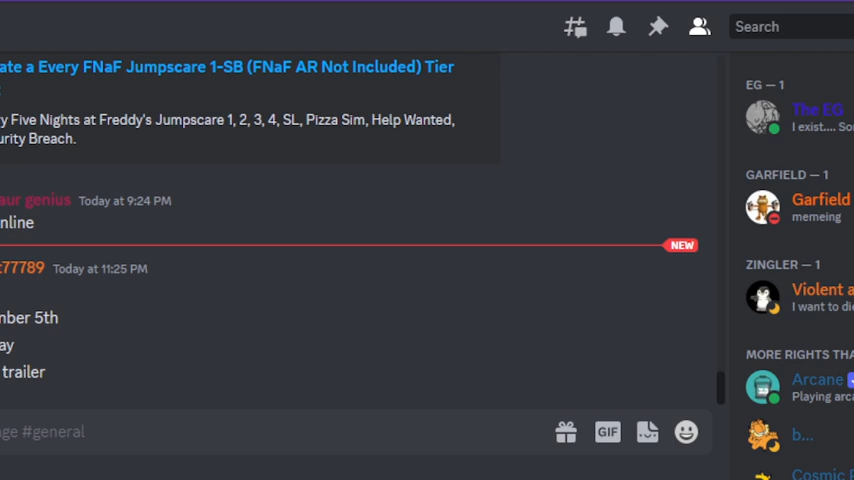 Search
ate a Every FNaF Jumpscare 1-SB (FNaF AR Not Included) Tier
y Five Nights at Freddy's Jumpscare 1, 2, 3, 4, SL, Pizza Sim, Help Wanted,
urity Breach.
aur genius Today at 9:24 PM
nline
NEW
t77789 Today at 11:25 PM
mber 5th
ay
trailer
ge #general
GIF
EG — 1
The EG
I exist.... So
GARFIELD — 1
Garfield
memeing
ZINGLER — 1
Violent a
I want to die
MORE RIGHTS THA
Arcane
Playing arca
b...
Cosmic